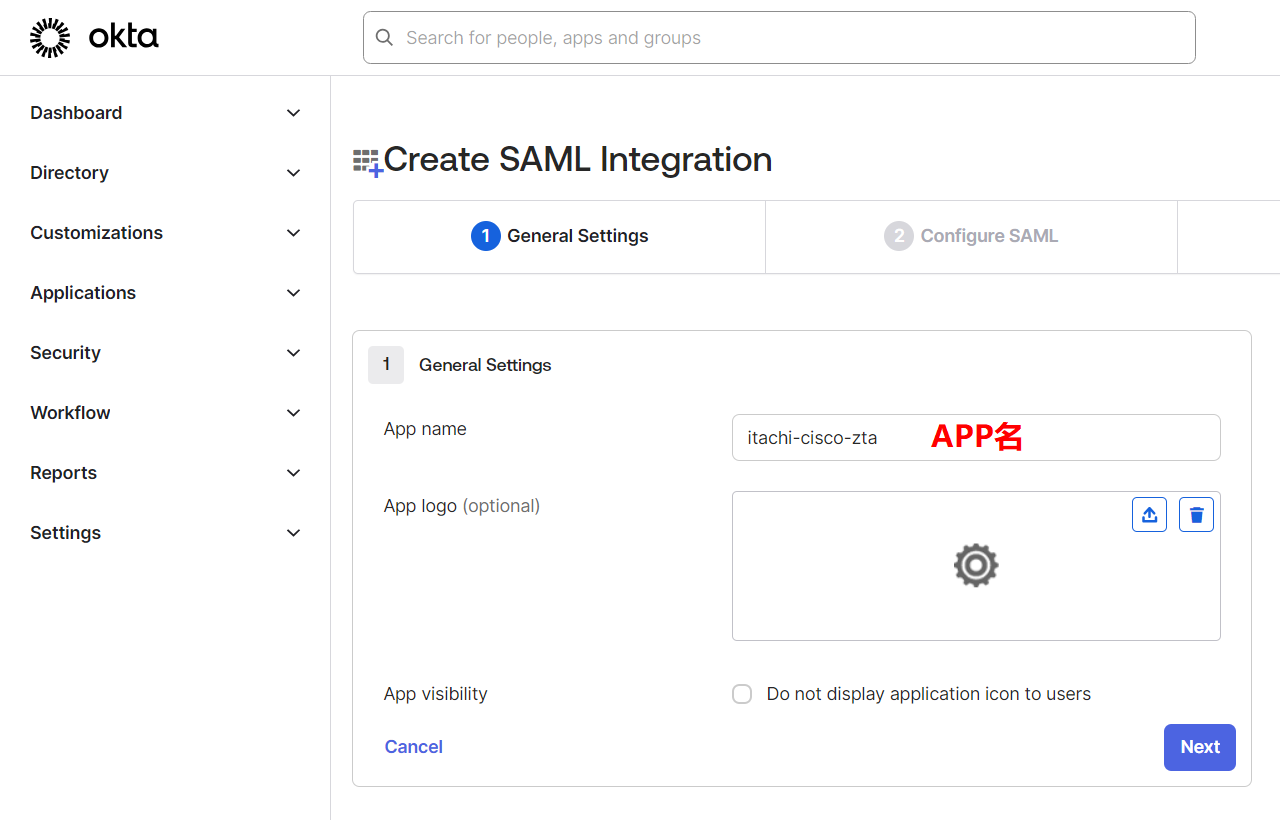 okta
Search for people, apps and groups
Dashboard
Directory
Customizations
Applications
Security
Workflow
Reports
Settings
Create SAML Integration
1 General Settings
2 Configure SAML
1 General Settings
App name
itachi-cisco-zta APP名
App logo (optional)
App visibility
Do not display application icon to users
Cancel
Next